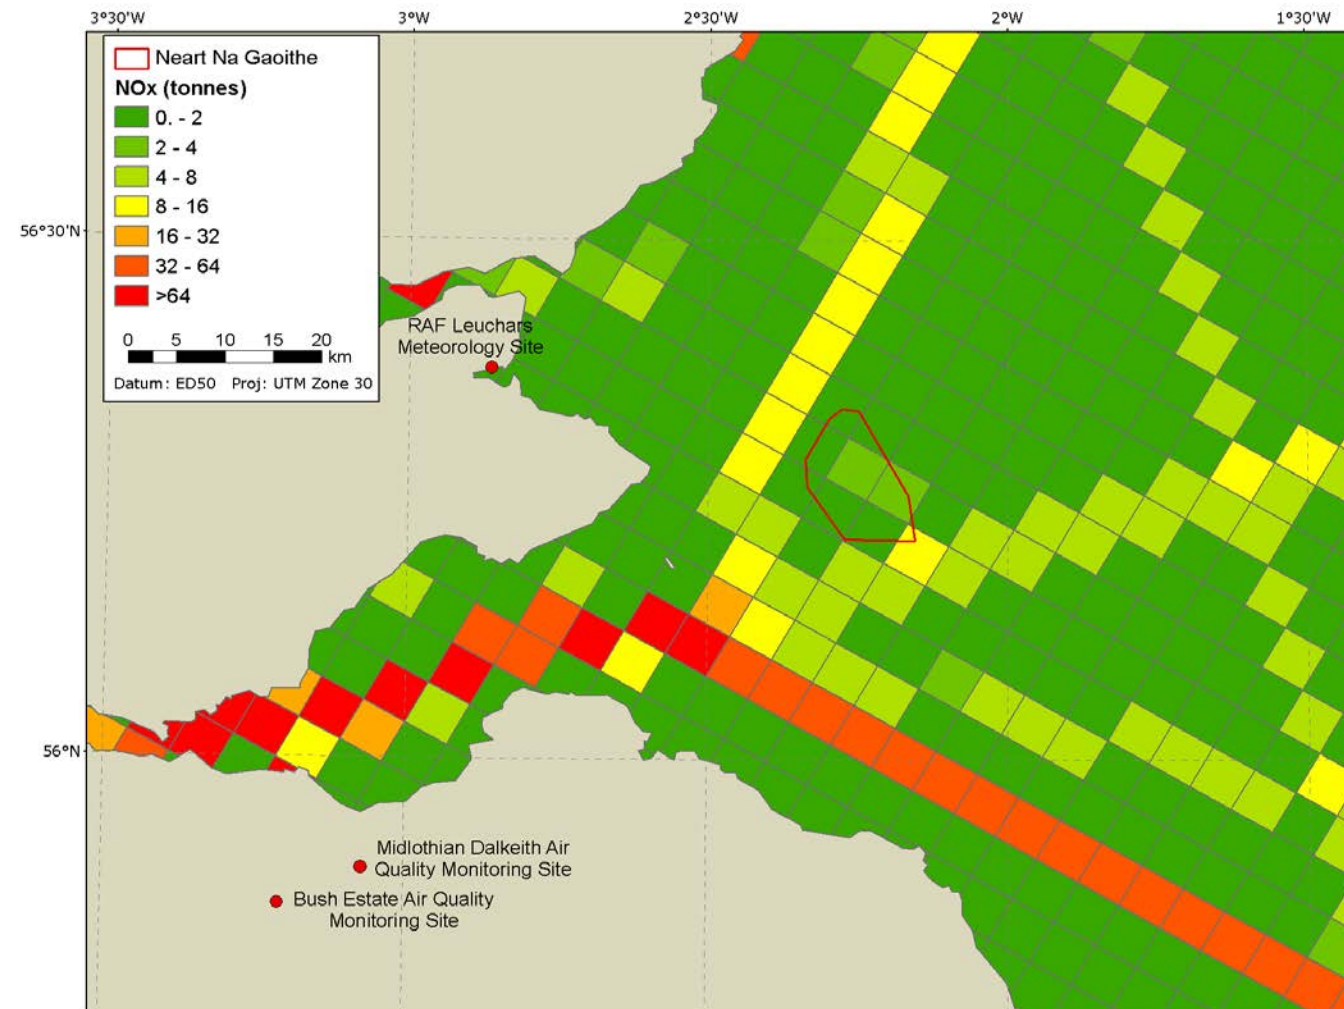 3°30'W 3°W 2°30'W 2°W 1°30'W
Neart Na Gaoithe
NOx (tonnes)
0. - 2
2 - 4
4 - 8
8 - 16
16 - 32
32 - 64
>64
0 5 10 15 20
km
Datum: ED50 Proj: UTM Zone 30
56°30'N
RAF Leuchars
Meteorology Site
56°N
Midlothian Dalkeith Air
Quality Monitoring Site
Bush Estate Air Quality
Monitoring Site